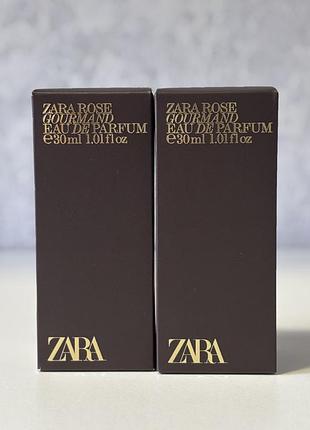 ZARA ROSE
GOURMAND
EAU DE PARFUM
℮30ml 1.01fl oz
ZARA
ZARA ROSE
GOURMAND
EAU DE PARFUM
℮30ml 1.01fl oz
ZARA